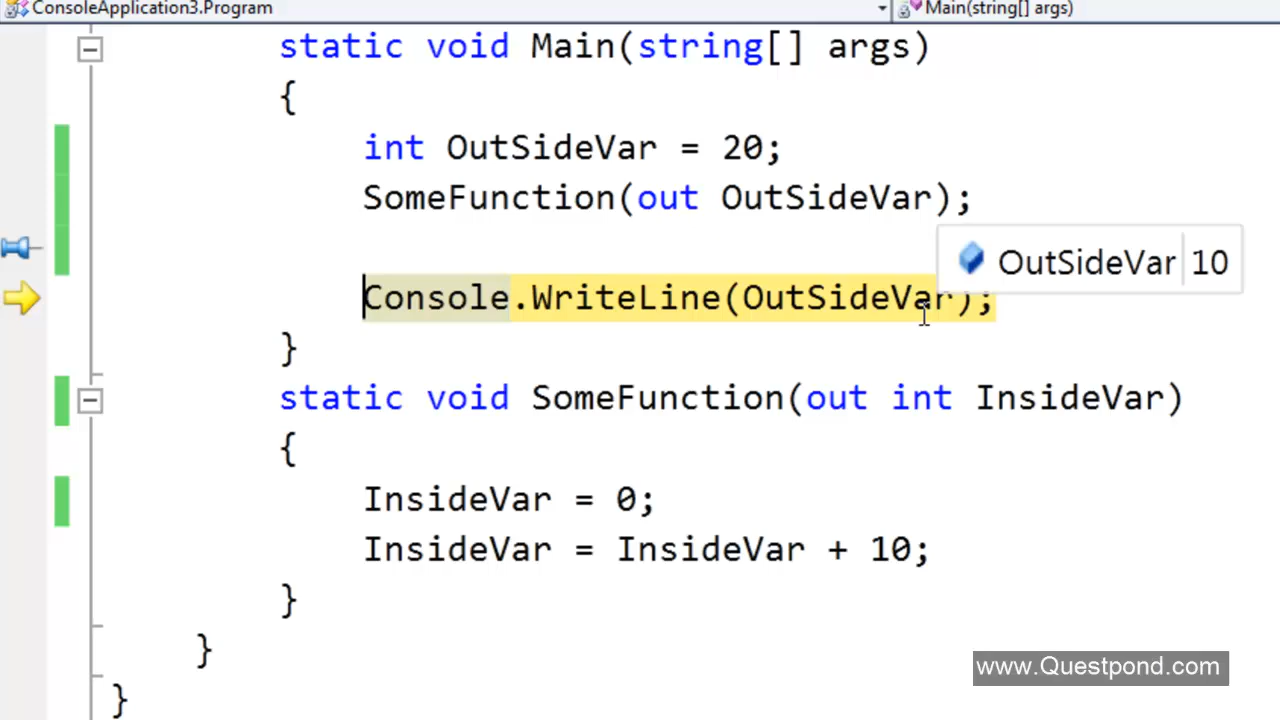 ConsoleApplication3.Program
Main(string[] args)
static void Main(string[] args)
{
int OutSideVar = 20;
SomeFunction(out OutSideVar);
OutSideVar 10
Console.WriteLine(OutSideVar);
}
static void SomeFunction(out int InsideVar)
{
InsideVar = 0;
InsideVar = InsideVar + 10;
}
}
www.Questpond.com
}